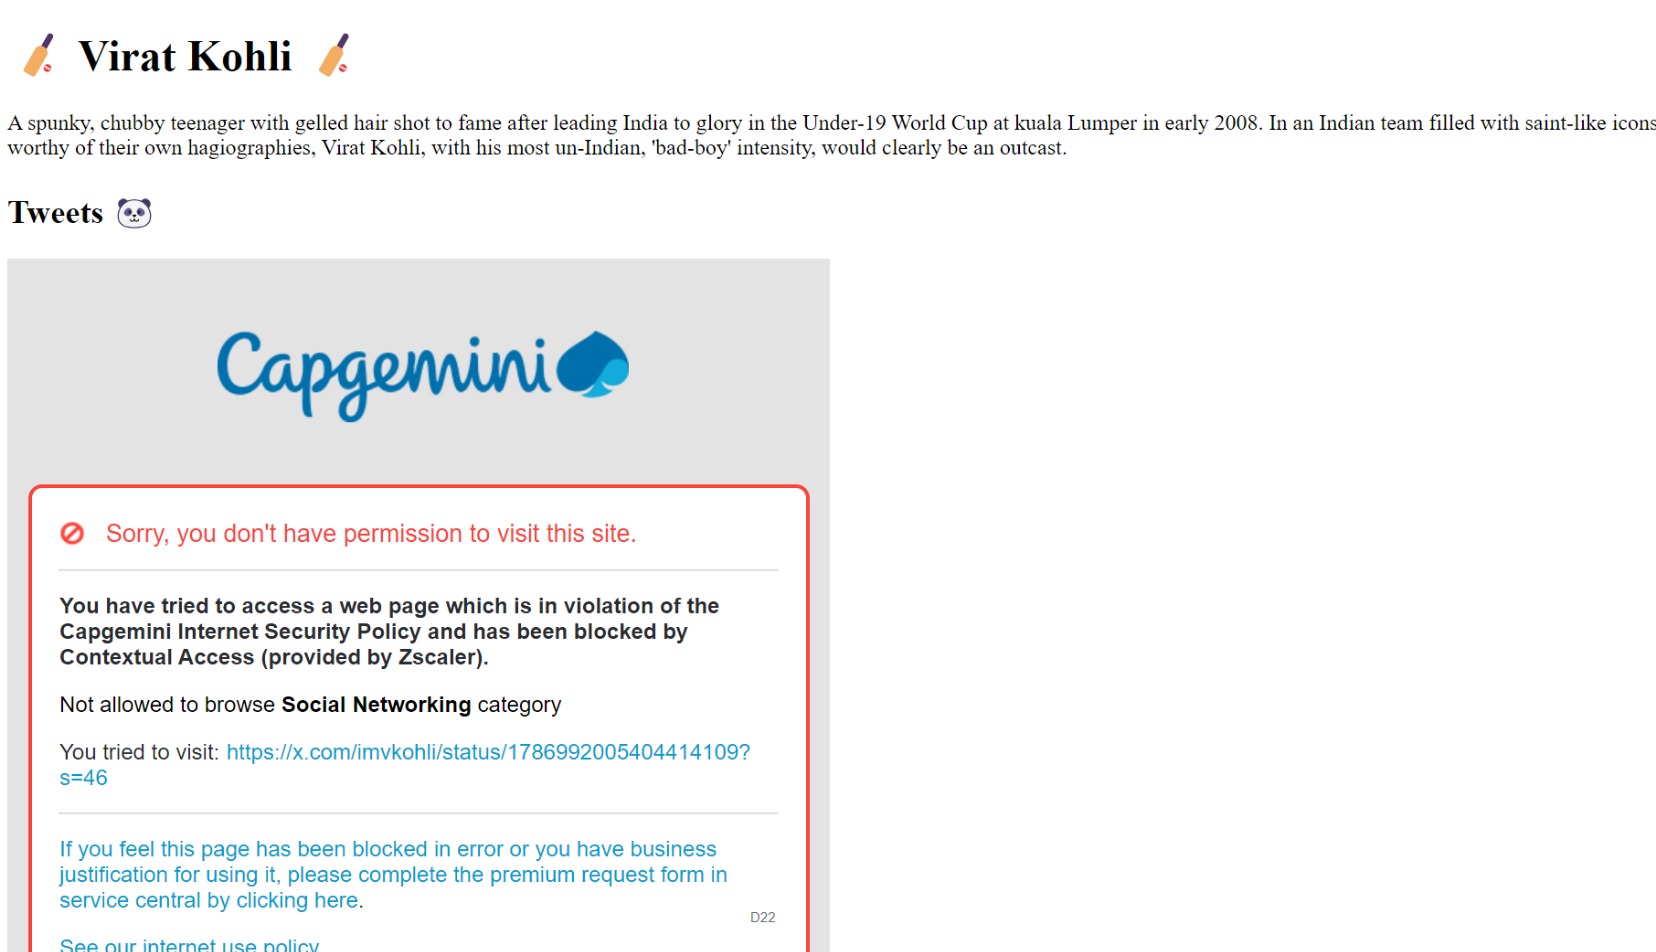 Virat Kohli
A spunky, chubby teenager with gelled hair shot to fame after leading India to glory in the Under-19 World Cup at kuala Lumper in early 2008. In an Indian team filled with saint-like icons
worthy of their own hagiographies, Virat Kohli, with his most un-Indian, 'bad-boy' intensity, would clearly be an outcast.
Tweets
Capgemini
Sorry, you don't have permission to visit this site.
You have tried to access a web page which is in violation of the
Capgemini Internet Security Policy and has been blocked by
Contextual Access (provided by Zscaler).
Not allowed to browse Social Networking category
You tried to visit: https://x.com/imvkohli/status/1786992005404414109?
s=46
If you feel this page has been blocked in error or you have business
justification for using it, please complete the premium request form in
service central by clicking here.
D22
See our internet use policy